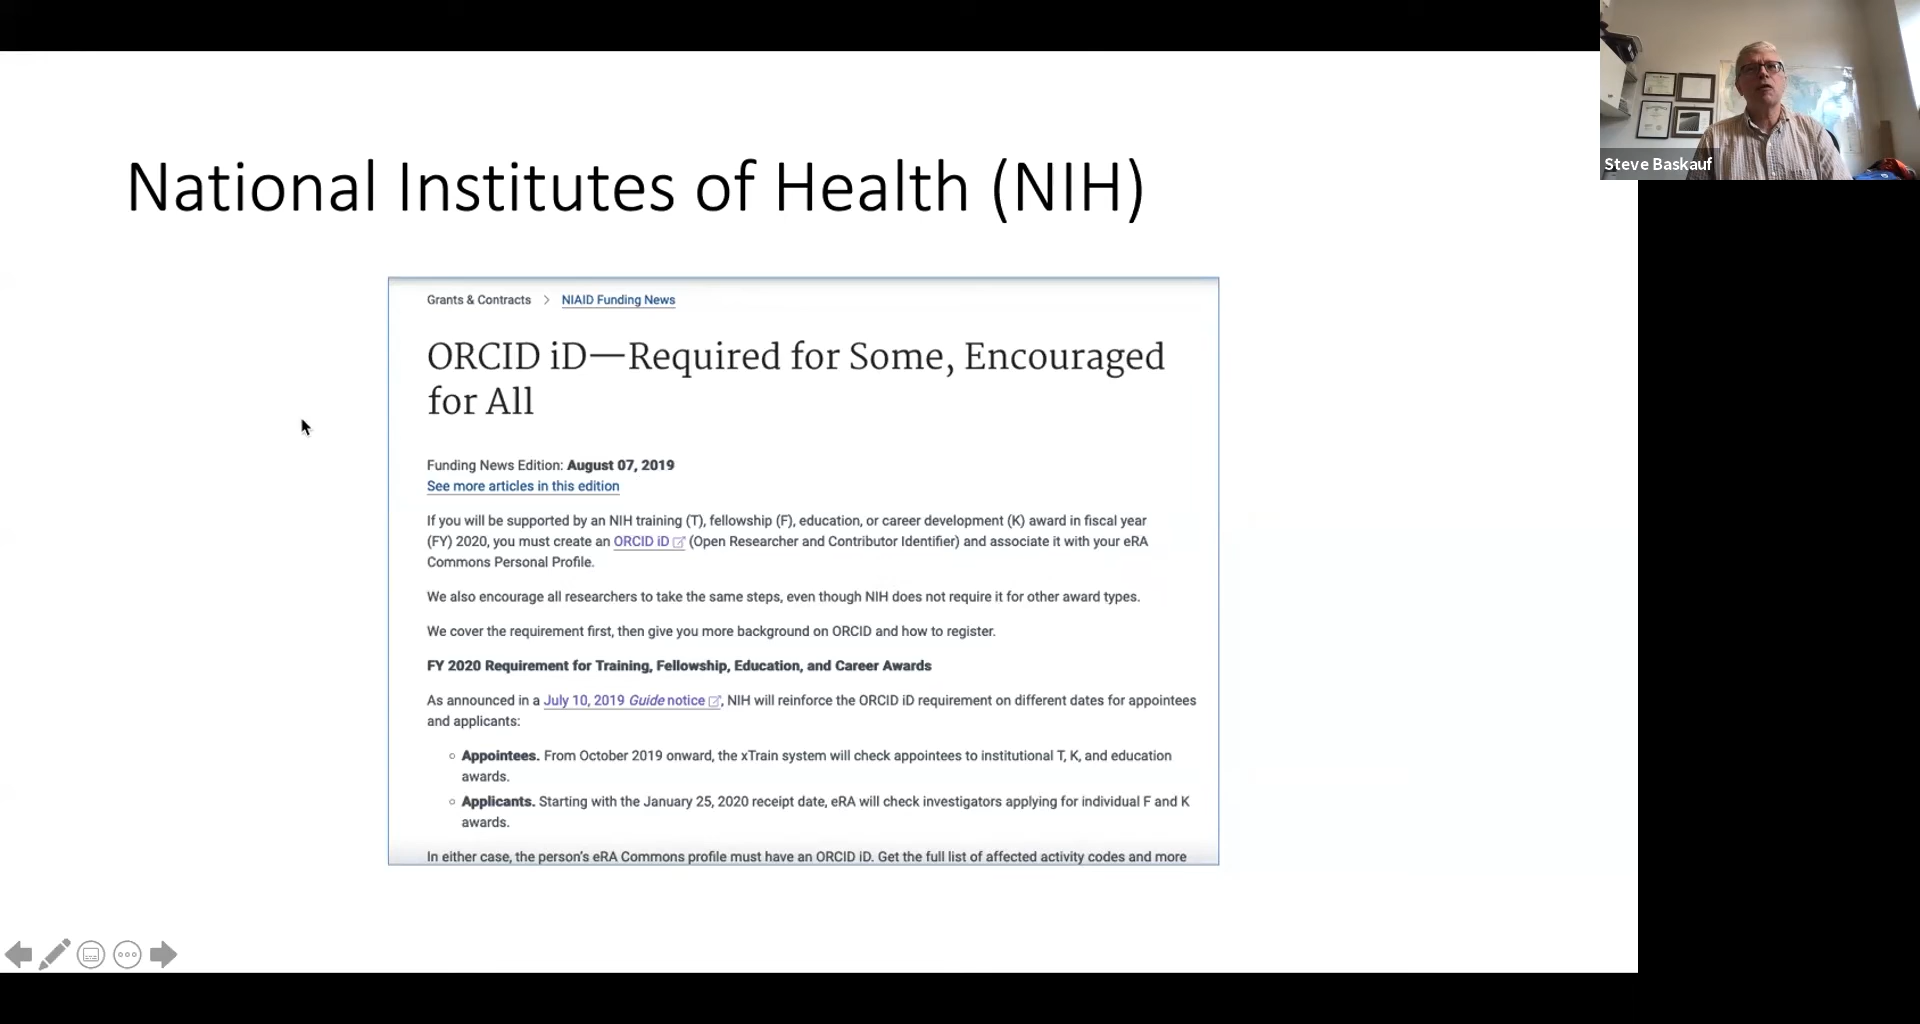 Steve Baskauf
National Institutes of Health (NIH)
Grants & Contracts > NIAID Funding News
ORCID iD—Required for Some, Encouraged
for All
Funding News Edition: August 07, 2019
See more articles in this edition
If you will be supported by an NIH training (T), fellowship (F), education, or career development (K) award in fiscal year
(FY) 2020, you must create an ORCID iD (Open Researcher and Contributor Identifier) and associate it with your eRA
Commons Personal Profile.
We also encourage all researchers to take the same steps, even though NIH does not require it for other award types.
We cover the requirement first, then give you more background on ORCID and how to register.
FY 2020 Requirement for Training, Fellowship, Education, and Career Awards
As announced in a July 10, 2019 Guide notice, NIH will reinforce the ORCID iD requirement on different dates for appointees
and applicants:
Appointees. From October 2019 onward, the xTrain system will check appointees to institutional T, K, and education
awards.
Applicants. Starting with the January 25, 2020 receipt date, eRA will check investigators applying for individual F and K
awards.
In either case, the person's eRA Commons profile must have an ORCID iD. Get the full list of affected activity codes and more